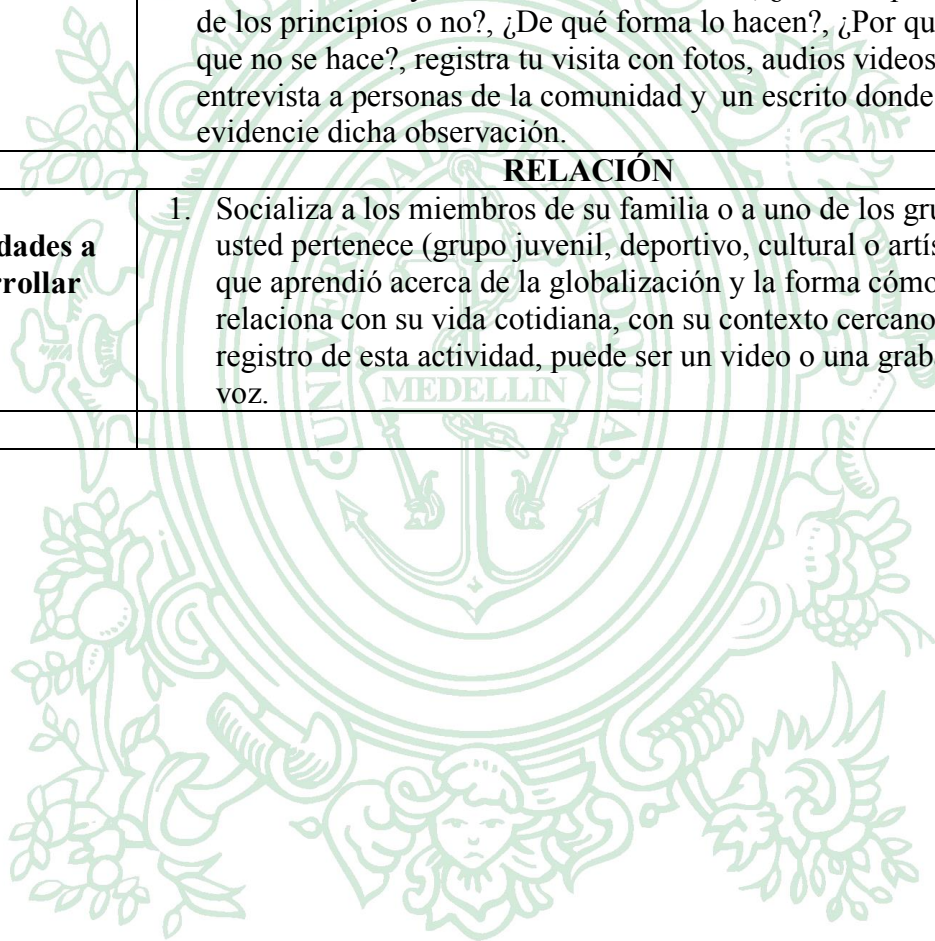 de los principios o no?, ¿De qué forma lo hacen?, ¿Por qu
que no se hace?, registra tu visita con fotos, audios videos
entrevista a personas de la comunidad y un escrito donde
evidencie dicha observación.
RELACIÓN
dades a
rollar
1. Socializa a los miembros de su familia o a uno de los gru
usted pertenece (grupo juvenil, deportivo, cultural o artís
que aprendió acerca de la globalización y la forma cómo
relaciona con su vida cotidiana, con su contexto cercano
registro de esta actividad, puede ser un video o una grab
voz.
MEDELLIN